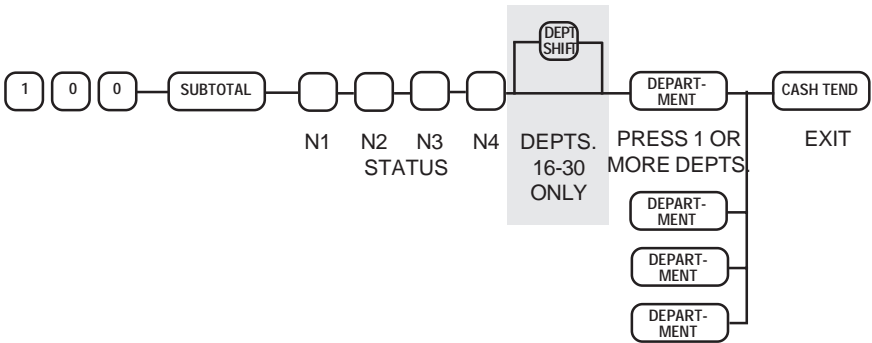 DEPT
SHIFT
1 0 0 SUBTOTAL DEPART-
MENT CASH TEND
N1 N2 N3 N4 DEPTS. PRESS 1 OR EXIT
STATUS 16-30 MORE DEPTS.
ONLY
DEPART-
MENT
DEPART-
MENT
DEPART-
MENT